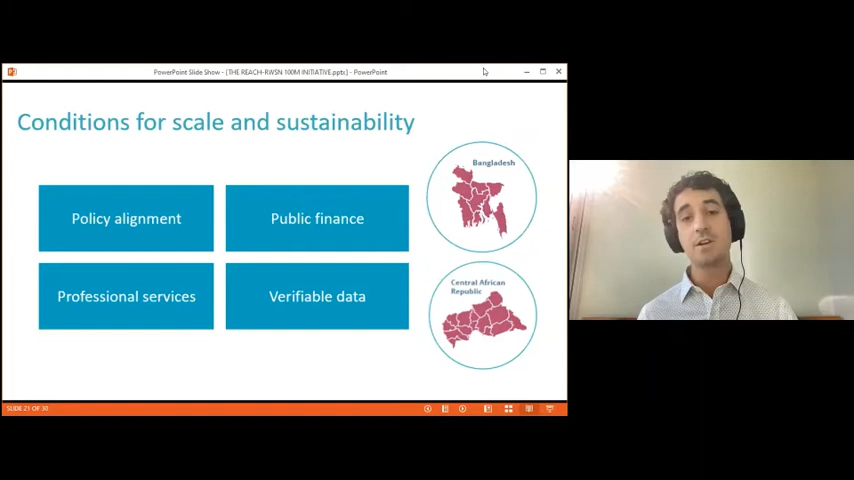 PowerPoint Slide Show - [THE REACH-RWSN 100M INITIATIVE.pptx] - PowerPoint
Conditions for scale and sustainability
Policy alignment
Public finance
Professional services
Verifiable data
Bangladesh
Central African
Republic
SLIDE 21 OF 30